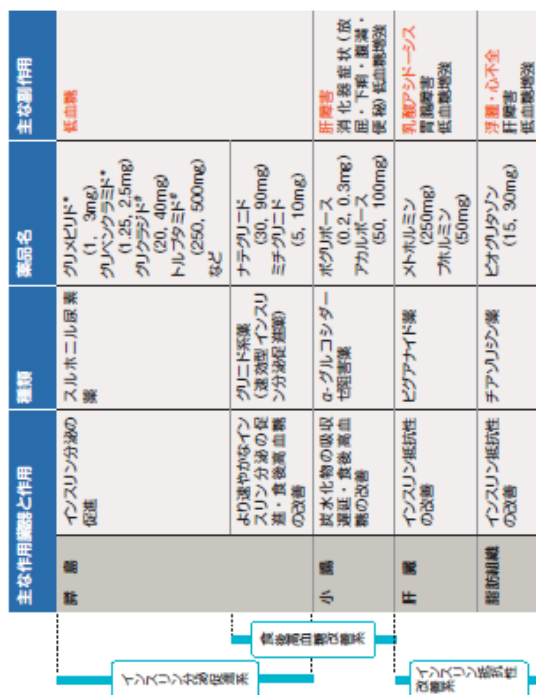 主な作用臓器と作用
種類
薬品名
主な副作用
膵島
インスリン分泌の
促進
スルホニル尿素
薬
グリメピリド*
(1, 3mg)
グリベンクラミド*
(1.25, 2.5mg)
グリクラジド#
(20, 40mg)
トルブタミド#
(250, 500mg)
など
低血糖
より速やかなイン
スリン分泌の促
進・食後高血糖
の改善
グリニド系薬
(速効型インスリ
ン分泌促進薬)
ナテグリニド
(30, 90mg)
ミチグリニド
(5, 10mg)
小腸
炭水化物の吸収
遅延・食後高血
糖の改善
α-グルコシダー
ゼ阻害薬
ボグリボース
(0.2, 0.3mg)
アカルボース
(50, 100mg)
肝障害
消化器症状(放
屁・下痢・腹満・
便秘)低血糖増強
肝臓
インスリン抵抗性
の改善
ビグアナイド薬
メトホルミン
(250mg)
ブホルミン
(50mg)
乳酸アシドーシス
胃腸障害
低血糖増強
脂肪組織
インスリン抵抗性
の改善
チアゾリジン薬
ピオグリタゾン
(15, 30mg)
浮腫・心不全
肝障害
低血糖増強
インスリン分泌促進系
食後高血糖改善系
インスリン抵抗性
改善系